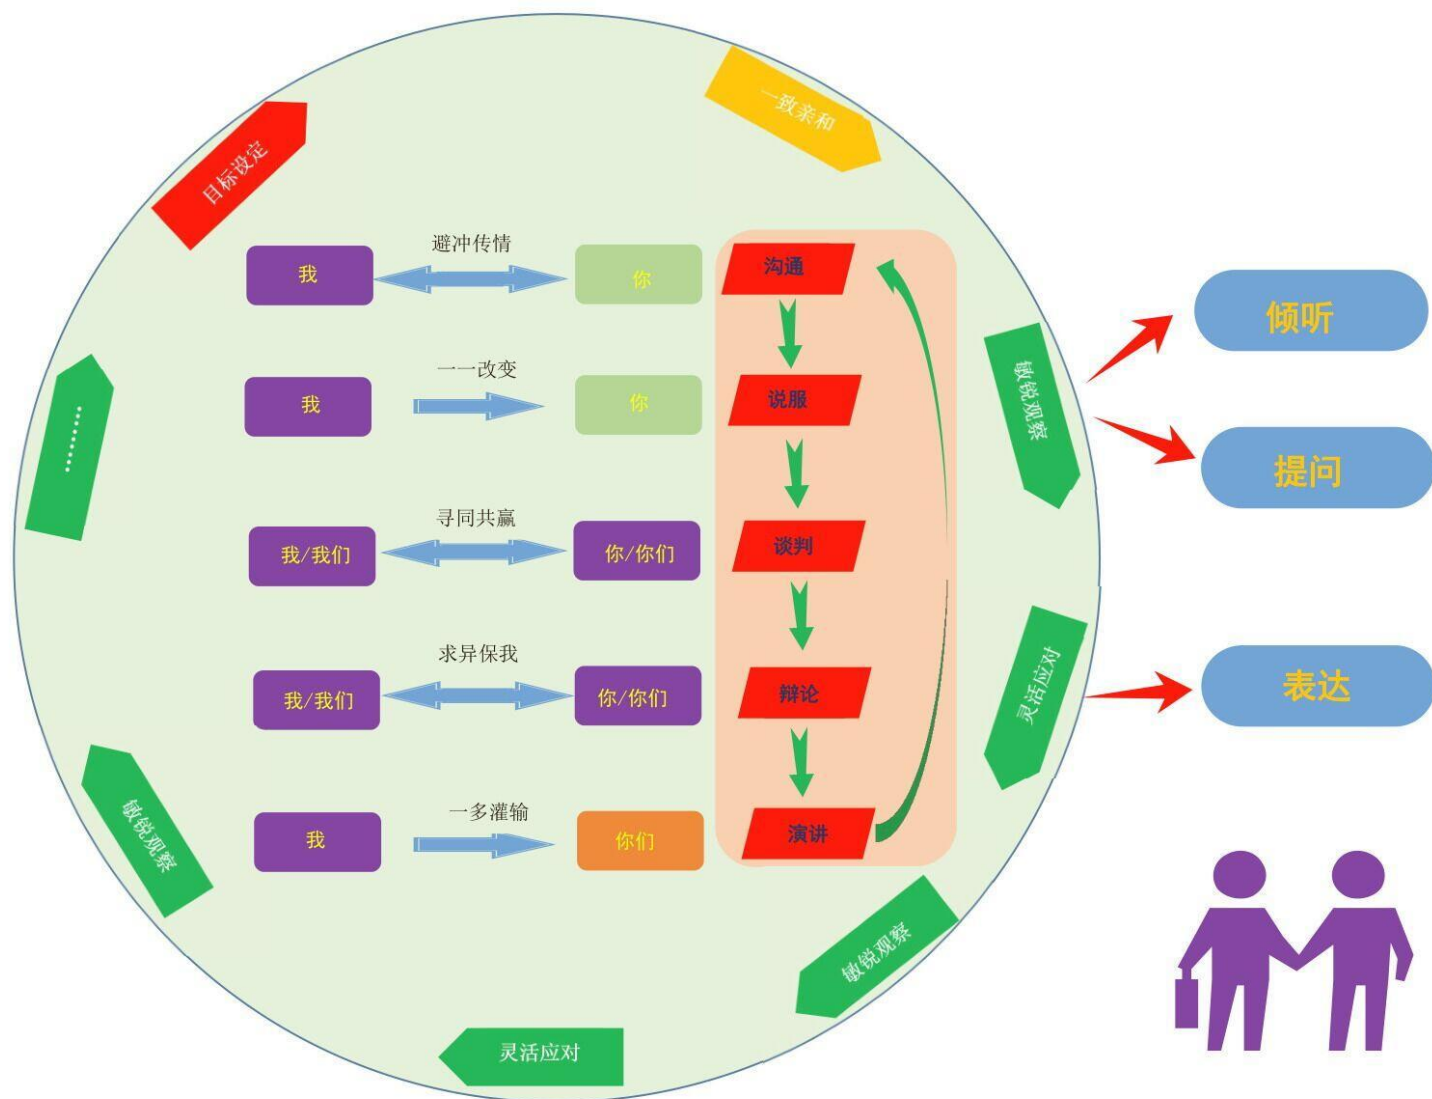 一致亲和
目标设定
避冲传情
我
你
沟通
倾听
一一改变
我
你
说服
敏锐观察
提问
………
寻同共赢
我/我们
你/你们
谈判
求异保我
我/我们
你/你们
辩论
灵活应对
表达
敏锐观察
一多灌输
我
你们
演讲
敏锐观察
灵活应对